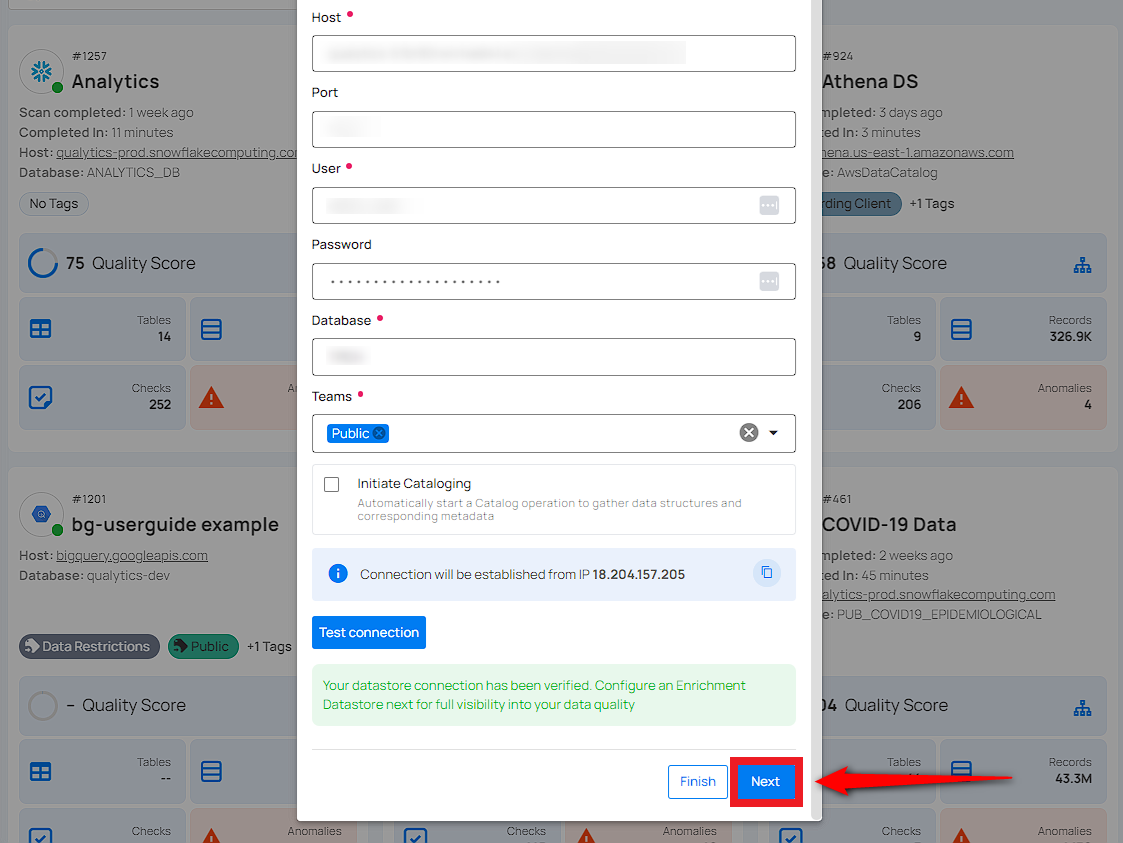 #1257
Analytics
Scan completed: 1 week ago
Completed In: 11 minutes
Host: qualytics-prod.snowflakecomputing.co
Database: ANALYTICS_DB
No Tags
75 Quality Score
Tables
14
Checks
252
#1201
bg-userguide example
Host: bigquery.googleapis.com
Database: qualytics-dev
Data Restrictions
Public
+1 Tags
– Quality Score
Tables
--
Checks
Anomalies
Host
Port
User
Password
Database
Teams
Public
Initiate Cataloging
Automatically start a Catalog operation to gather data structures and
corresponding metadata
Connection will be established from IP 18.204.157.205
Test connection
Your datastore connection has been verified. Configure an Enrichment
Datastore next for full visibility into your data quality
Finish
Next
Checks
Anomalies
#924
Athena DS
mpleted: 3 days ago
ed In: 3 minutes
hena.us-east-1.amazonaws.com
e: AwsDataCatalog
rding Client
+1 Tags
68 Quality Score
Tables
9
Records
326.9K
Checks
206
Anomalies
4
#461
COVID-19 Data
mpleted: 2 weeks ago
ed In: 45 minutes
alytics-prod.snowflakecomputing.com
e: PUB_COVID19_EPIDEMIOLOGICAL
04 Quality Score
Tables
Records
43.3M
Checks
Anomalies